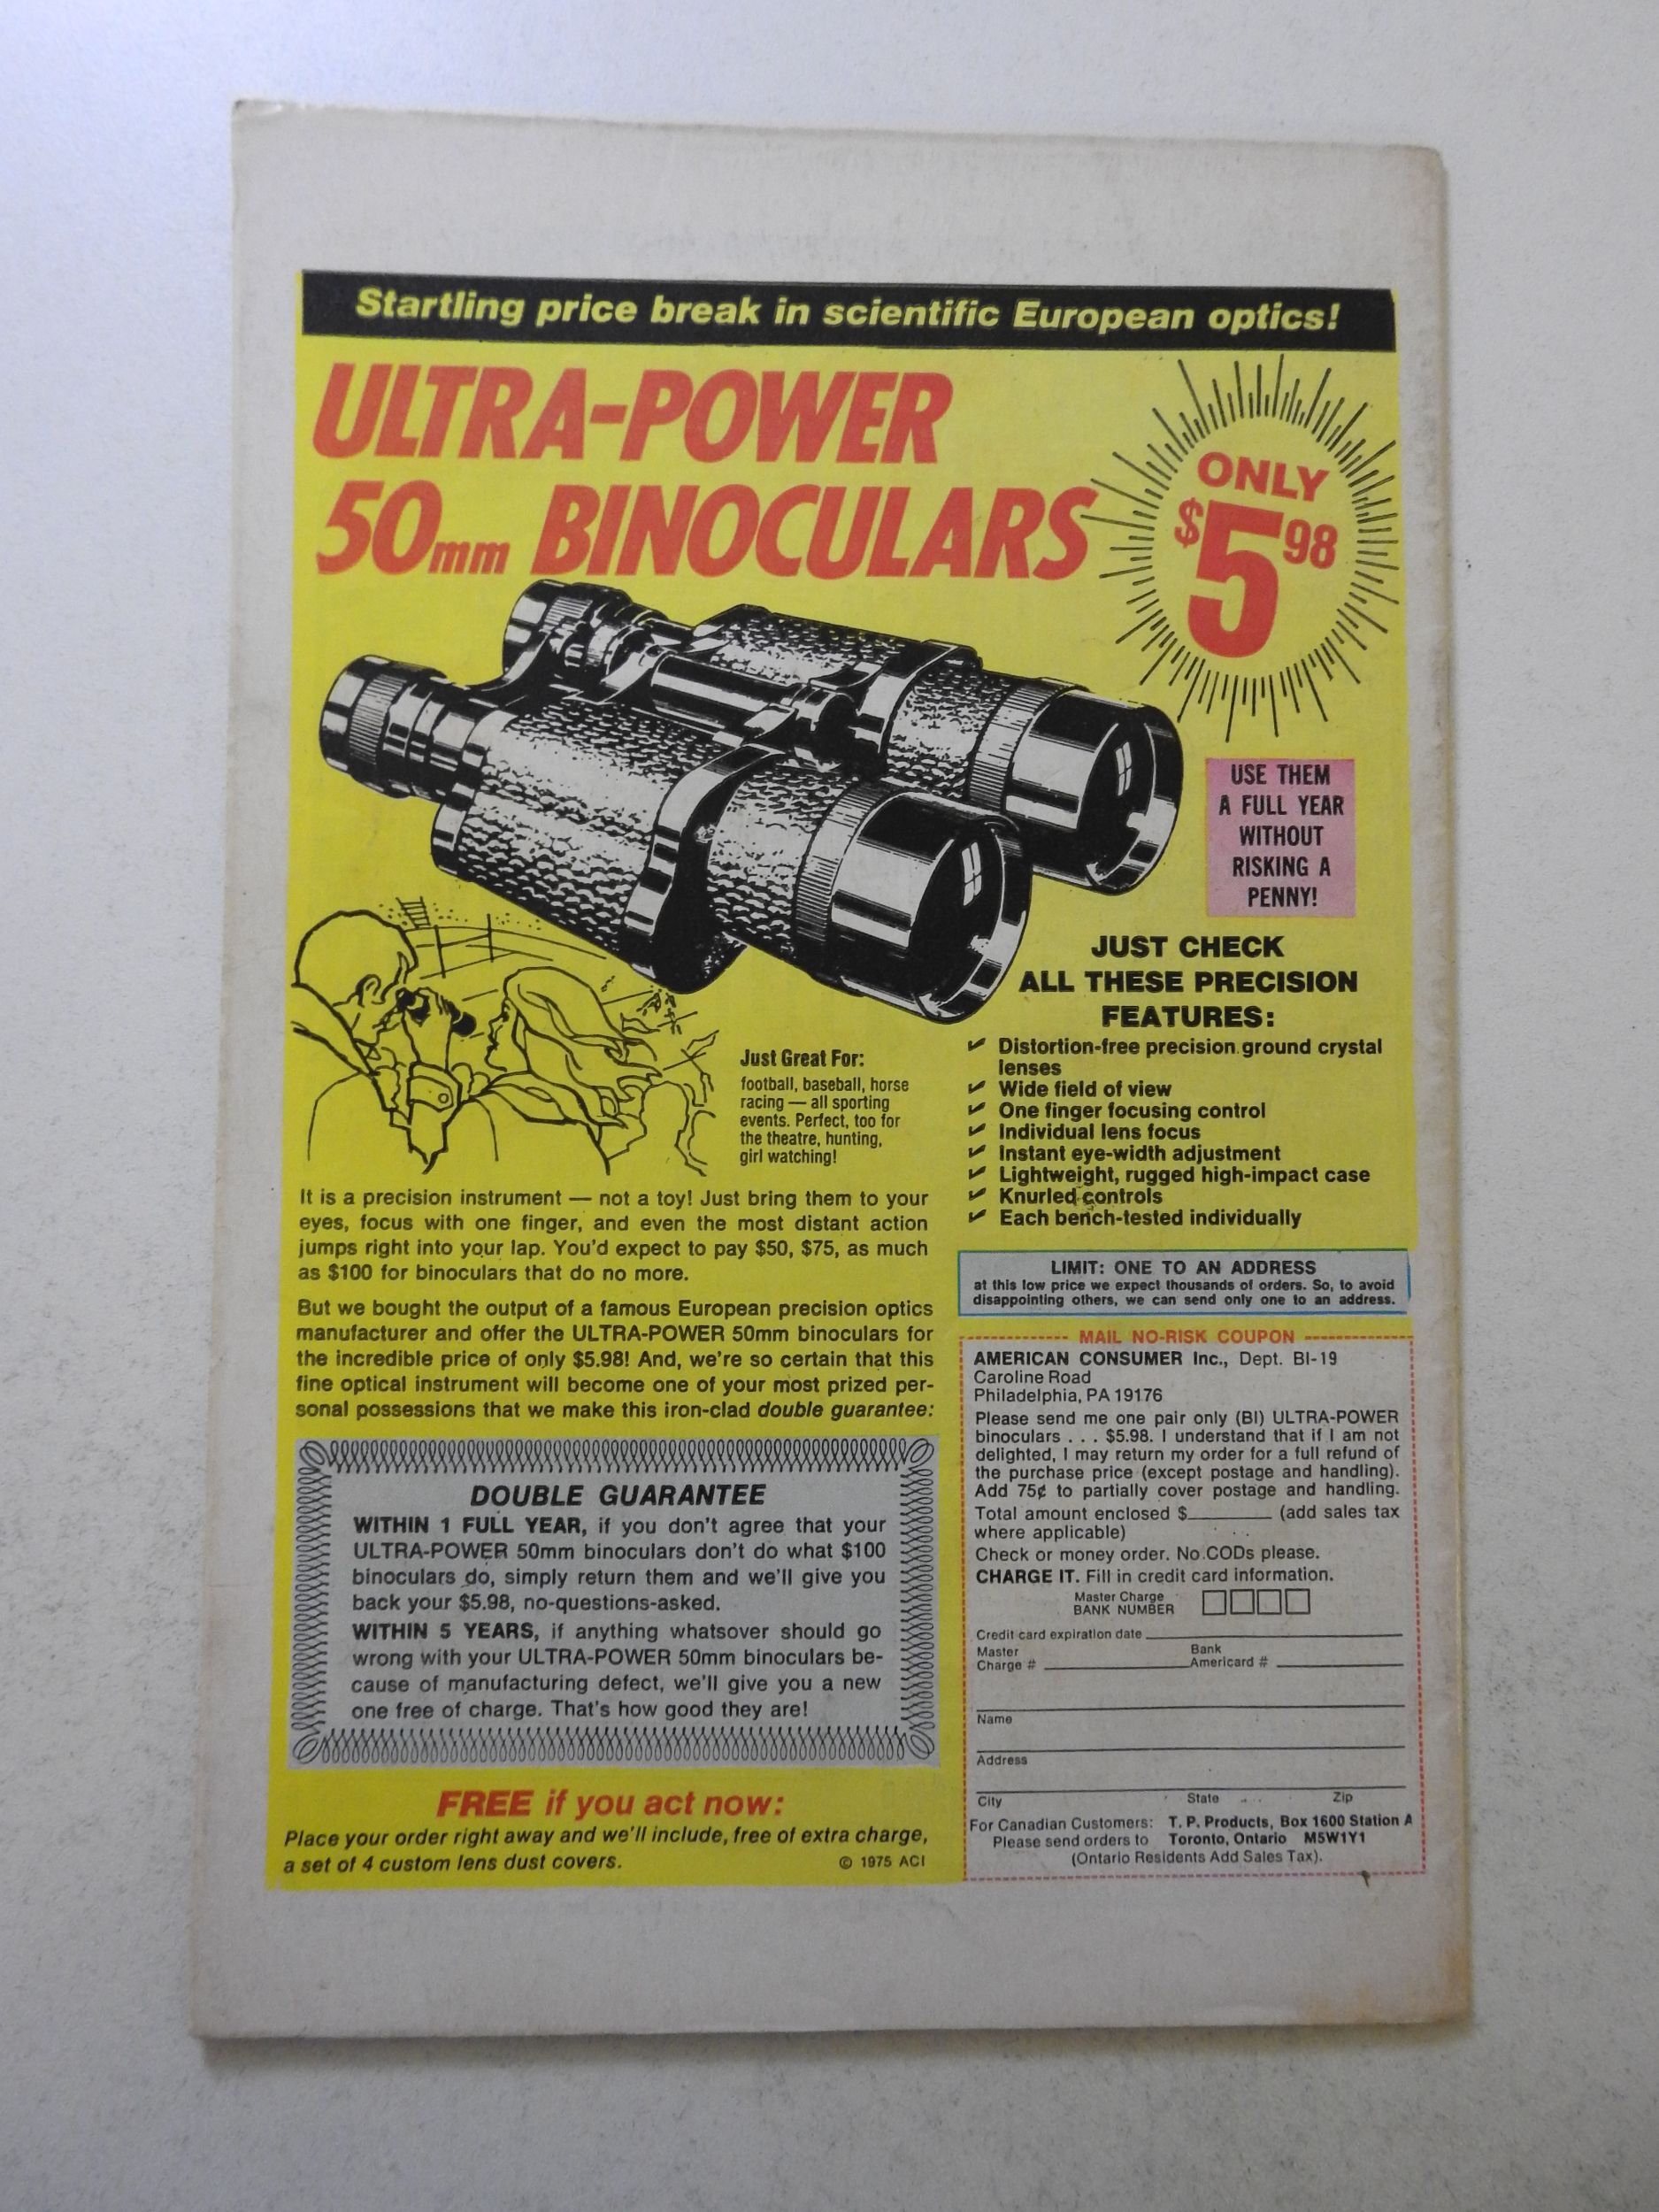 Startling price break in scientific European optics!
ULTRA-POWER
50mm BINOCULARS
ONLY
$5 98
USE THEM
A FULL YEAR
WITHOUT
RISKING A
PENNY!
JUST CHECK
ALL THESE PRECISION
FEATURES:
✔ Distortion-free precision ground crystal
lenses
✔ Wide field of view
✔ One finger focusing control
✔ Individual lens focus
✔ Instant eye-width adjustment
✔ Lightweight, rugged high-impact case
✔ Knurled controls
✔ Each bench-tested individually
Just Great For:
football, baseball, horse
racing — all sporting
events. Perfect, too for
the theatre, hunting,
girl watching!
It is a precision instrument — not a toy! Just bring them to your
eyes, focus with one finger, and even the most distant action
jumps right into your lap. You'd expect to pay $50, $75, as much
as $100 for binoculars that do no more.
But we bought the output of a famous European precision optics
manufacturer and offer the ULTRA-POWER 50mm binoculars for
the incredible price of only $5.98! And, we're so certain that this
fine optical instrument will become one of your most prized per-
sonal possessions that we make this iron-clad double guarantee:
DOUBLE GUARANTEE
WITHIN 1 FULL YEAR, if you don't agree that your
ULTRA-POWER 50mm binoculars don't do what $100
binoculars do, simply return them and we'll give you
back your $5.98, no-questions-asked.
WITHIN 5 YEARS, if anything whatsover should go
wrong with your ULTRA-POWER 50mm binoculars be-
cause of manufacturing defect, we'll give you a new
one free of charge. That's how good they are!
FREE if you act now:
Place your order right away and we'll include, free of extra charge,
a set of 4 custom lens dust covers.
© 1975 ACI
LIMIT: ONE TO AN ADDRESS
at this low price we expect thousands of orders. So, to avoid
disappointing others, we can send only one to an address.
MAIL NO-RISK COUPON
AMERICAN CONSUMER Inc., Dept. BI-19
Caroline Road
Philadelphia, PA 19176
Please send me one pair only (BI) ULTRA-POWER
binoculars . . . $5.98. I understand that if I am not
delighted, I may return my order for a full refund of
the purchase price (except postage and handling).
Add 75¢ to partially cover postage and handling.
Total amount enclosed $________ (add sales tax
where applicable)
Check or money order. No CODs please.
CHARGE IT. Fill in credit card information.
Master Charge
BANK NUMBER
Credit card expiration date
Master
Charge #
Bank
Americard #
Name
Address
City State Zip
For Canadian Customers: T. P. Products, Box 1600 Station A
Please send orders to Toronto, Ontario M5W1Y1
(Ontario Residents Add Sales Tax).